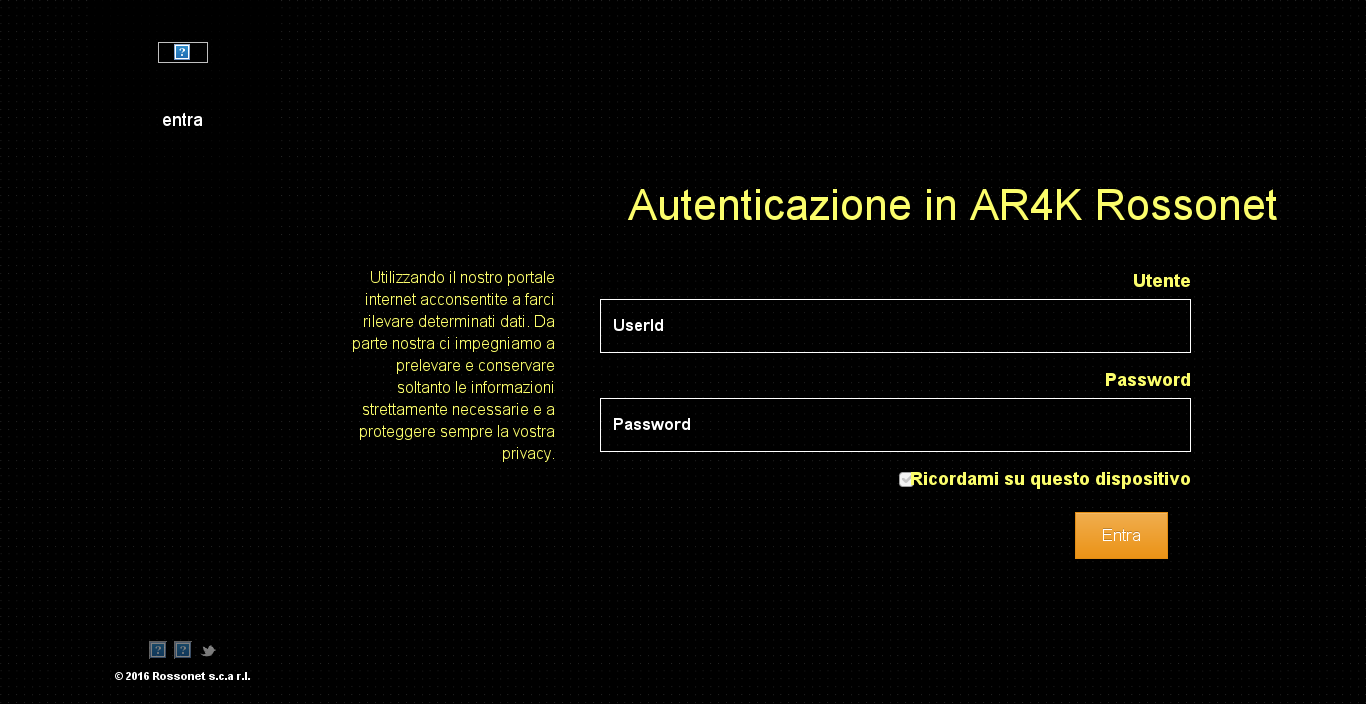 entra
Autenticazione in AR4K Rossonet
Utilizzando il nostro portale
internet acconsentite a farci
rilevare determinati dati. Da
parte nostra ci impegniamo a
prelevare e conservare
soltanto le informazioni
strettamente necessarie e a
proteggere sempre la vostra
privacy.
Utente
UserId
Password
Password
Ricordami su questo dispositivo
Entra
© 2016 Rossonet s.c.a r.l.